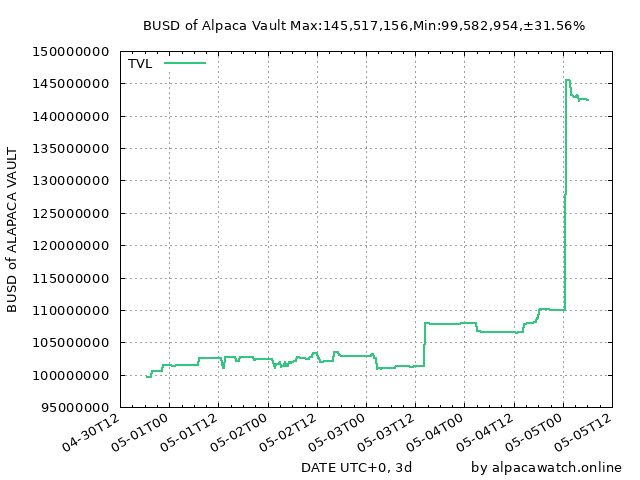 BUSD of Alpaca Vault Max:145,517,156,Min:99,582,954,±31.56%
TVL
BUSD of ALAPACA VAULT
150000000
145000000
140000000
135000000
130000000
125000000
120000000
115000000
110000000
105000000
100000000
95000000
04-30T12
05-01T00
05-01T12
05-02T00
05-02T12
05-03T00
05-03T12
05-04T00
05-04T12
05-05T00
05-05T12
DATE UTC+0, 3d
by alpacawatch.online